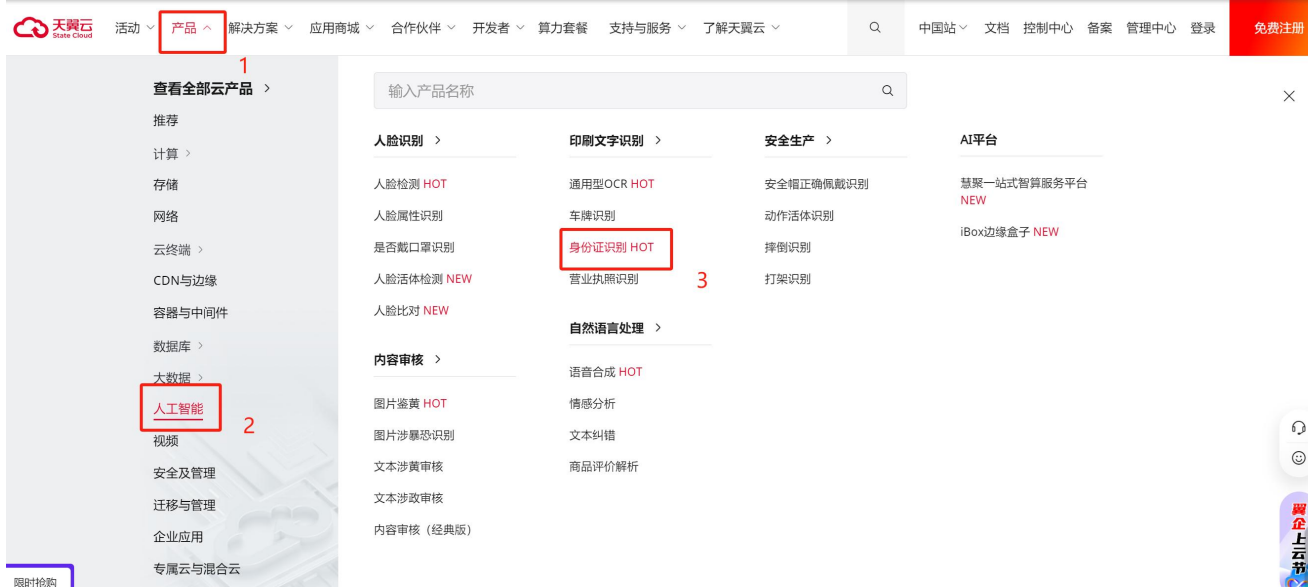 天翼云
State Cloud
活动 产品 解决方案 应用商城 合作伙伴 开发者 算力套餐 支持与服务 了解天翼云 中国站 文档 控制中心 备案 管理中心 登录 免费注册
1
查看全部云产品
推荐
计算
存储
网络
云终端
CDN与边缘
容器与中间件
数据库
大数据
人工智能
2
视频
安全及管理
迁移与管理
企业应用
专属云与混合云
限时抢购
输入产品名称
人脸识别
人脸检测 HOT
人脸属性识别
是否戴口罩识别
人脸活体检测 NEW
人脸比对 NEW
内容审核
图片鉴黄 HOT
图片涉暴恐识别
文本涉黄审核
文本涉政审核
内容审核（经典版）
印刷文字识别
通用型OCR HOT
车牌识别
身份证识别 HOT
3
营业执照识别
自然语言处理
语音合成 HOT
情感分析
文本纠错
商品评价解析
安全生产
安全帽正确佩戴识别
动作活体识别
摔倒识别
打架识别
AI平台
慧聚一站式智算服务平台
NEW
iBox边缘盒子 NEW
翼企上云节